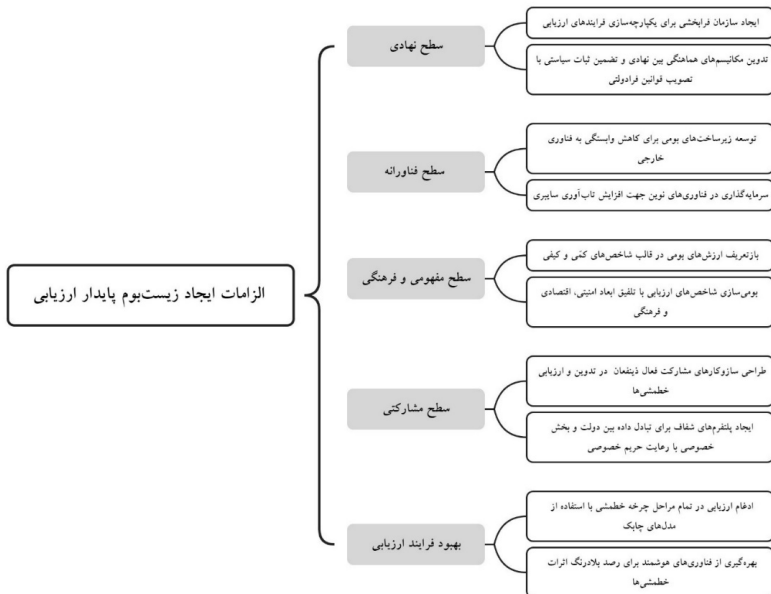 الزامات ایجاد زیست‌بوم پایدار ارزیابی
سطح نهادی
ایجاد سازمان فرابخشی برای یکپارچه‌سازی فرایندهای ارزیابی
تدوین مکانیسم‌های هماهنگی بین نهادی و تضمین ثبات سیاستی با
تصویب قوانین فرادولتی
سطح فناورانه
توسعه زیرساخت‌های بومی برای کاهش وابستگی به فناوری
خارجی
سرمایه‌گذاری در فناوری‌های نوین جهت افزایش تاب‌آوری سایبری
سطح مفهومی و فرهنگی
بازتعریف ارزش‌های بومی در قالب شاخص‌های کمّی و کیفی
بومی‌سازی شاخص‌های ارزیابی با تلفیق ابعاد امنیتی، اقتصادی
و فرهنگی
سطح مشارکتی
طراحی سازوکارهای مشارکت فعال ذینفعان در تدوین و ارزیابی
خطمشی‌ها
ایجاد پلتفرم‌های شفاف برای تبادل داده بین دولت و بخش
خصوصی با رعایت حریم خصوصی
بهبود فرایند ارزیابی
ادغام ارزیابی در تمام مراحل چرخه خطمشی با استفاده از
مدل‌های چابک
بهره‌گیری از فناوری‌های هوشمند برای رصد بلادرنگ اثرات
خطمشی‌ها